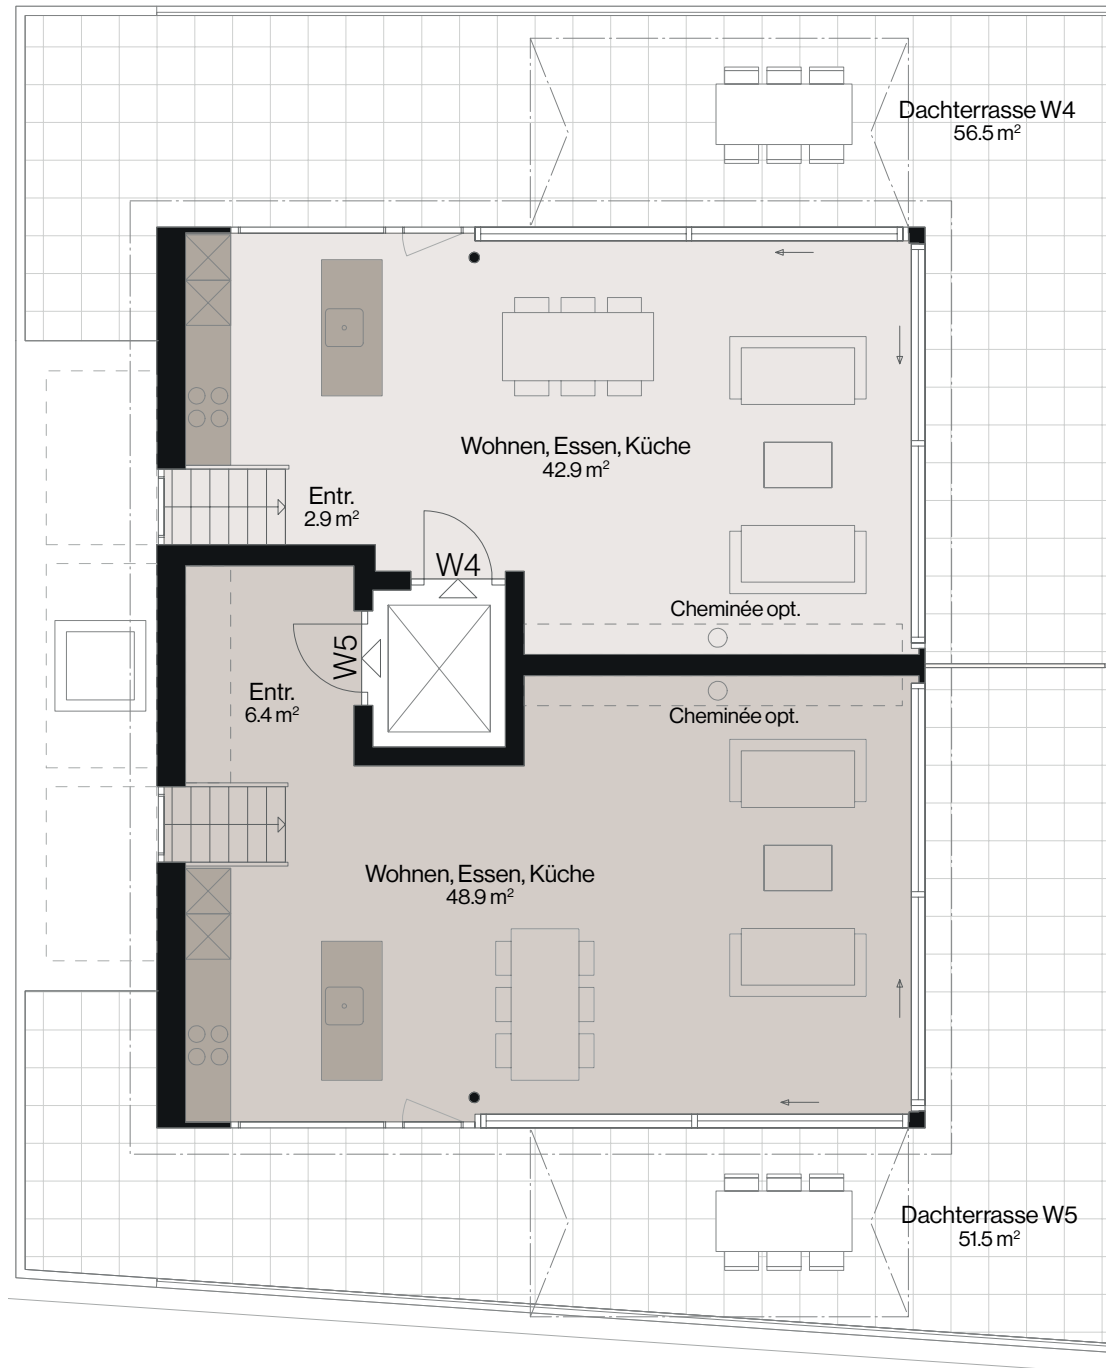 Dachterrasse W4
56.5 m²
Wohnen, Essen, Küche
42.9 m²
Entr.
2.9 m²
W4
Cheminée opt.
W5
Entr.
6.4 m²
Cheminée opt.
Wohnen, Essen, Küche
48.9 m²
Dachterrasse W5
51.5 m²